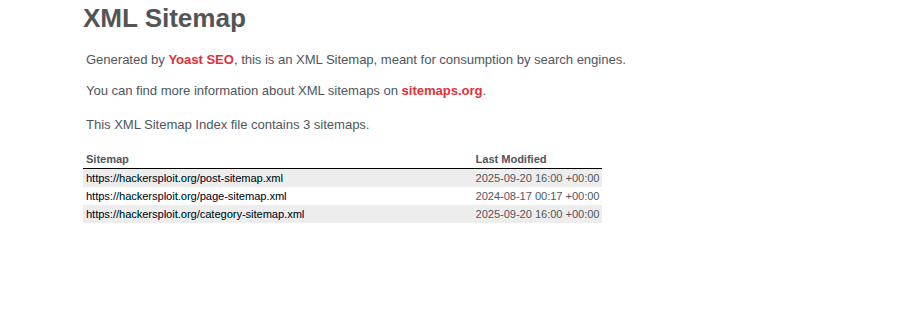 XML Sitemap
Generated by Yoast SEO, this is an XML Sitemap, meant for consumption by search engines.
You can find more information about XML sitemaps on sitemaps.org.
This XML Sitemap Index file contains 3 sitemaps.
Sitemap Last Modified
https://hackersploit.org/post-sitemap.xml 2025-09-20 16:00 +00:00
https://hackersploit.org/page-sitemap.xml 2024-08-17 00:17 +00:00
https://hackersploit.org/category-sitemap.xml 2025-09-20 16:00 +00:00